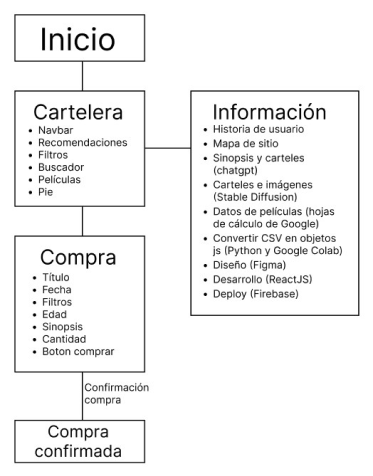 Inicio
Cartelera
• Navbar
• Recomendaciones
• Filtros
• Buscador
• Películas
• Pie
Información
• Historia de usuario
• Mapa de sitio
• Sinopsis y carteles
(chatgpt)
• Carteles e imágenes
(Stable Diffusion)
• Datos de películas (hojas
de cálculo de Google)
• Convertir CSV en objetos
js (Python y Google Colab)
• Diseño (Figma)
• Desarrollo (ReactJS)
• Deploy (Firebase)
Compra
• Título
• Fecha
• Filtros
• Edad
• Sinopsis
• Cantidad
• Boton comprar
Confirmación
compra
Compra
confirmada